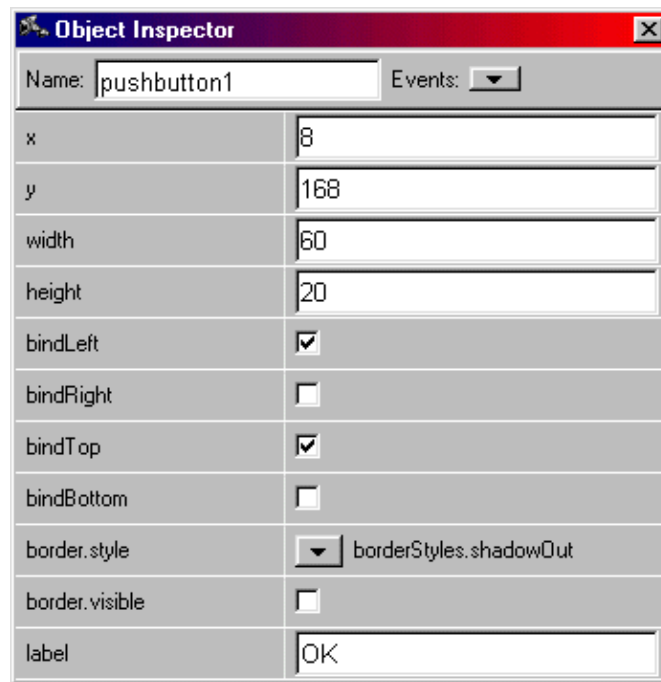 Object Inspector
Name: pushbutton1 Events:
x 8
y 168
width 60
height 20
bindLeft
bindRight
bindTop
bindBottom
border.style borderStyles.shadowOut
border.visible
label OK